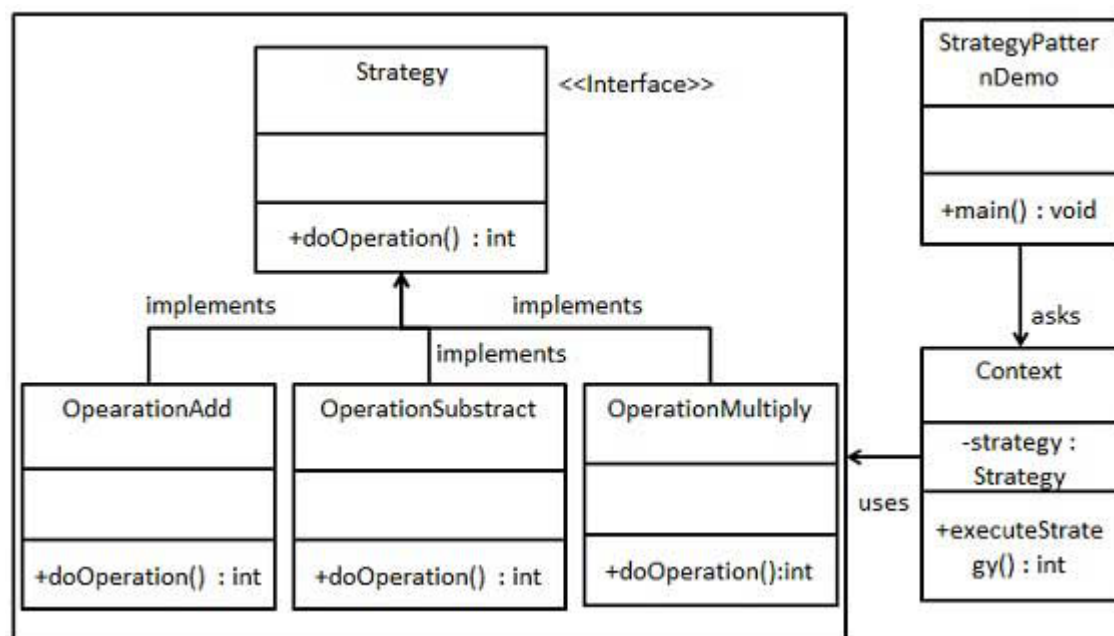 Strategy
<<Interface>>
+doOperation() : int
implements
implements
implements
OpearationAdd
+doOperation() : int
OperationSubstract
+doOperation() : int
OperationMultiply
+doOperation():int
StrategyPatter
nDemo
+main() : void
asks
Context
-strategy :
Strategy
+executeStrate
gy() : int
uses